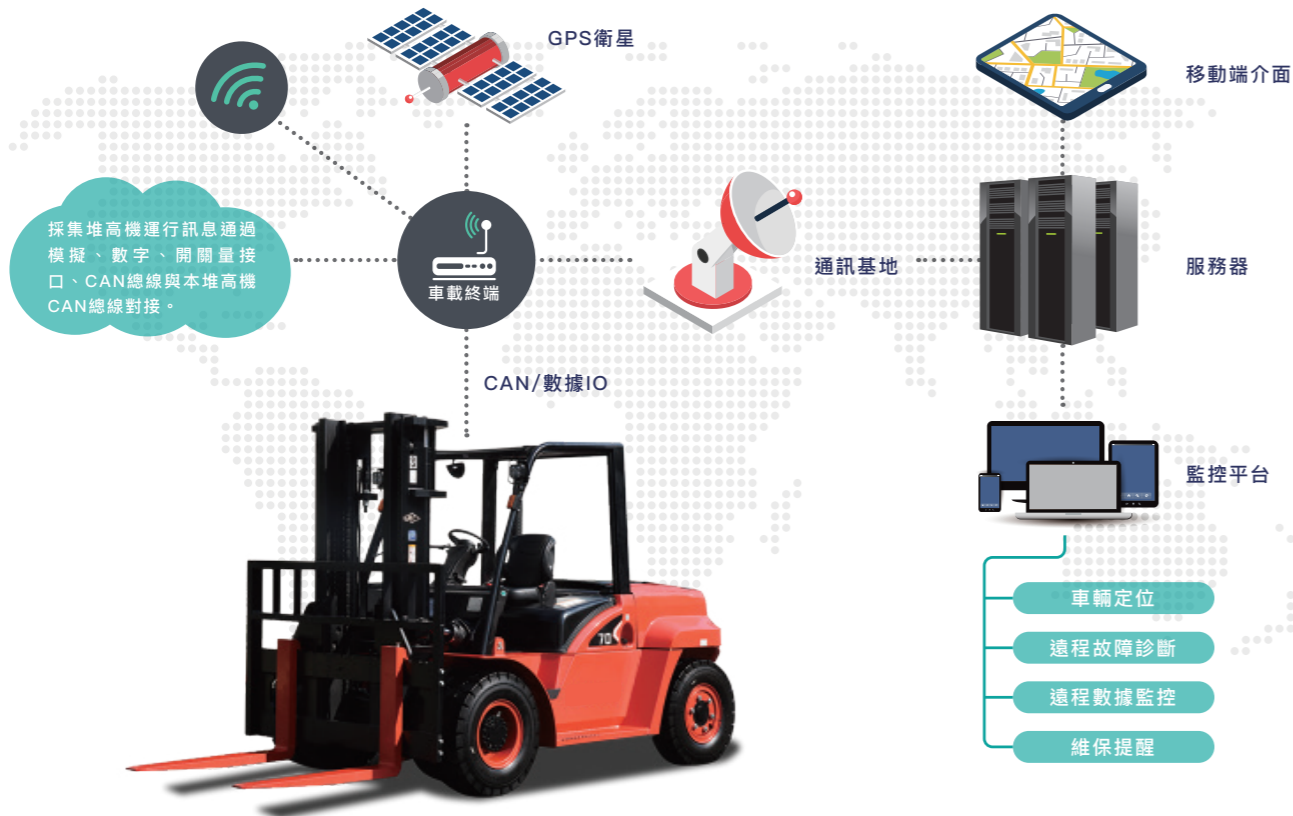 GPS衛星
移動端介面
採集堆高機運行訊息通過
模擬、數字、開關量接
口、CAN總線與本堆高機
CAN總線對接。
車載終端
通訊基地
服務器
CAN/數據IO
監控平台
70
車輛定位
遠程故障診斷
遠程數據監控
維保提醒